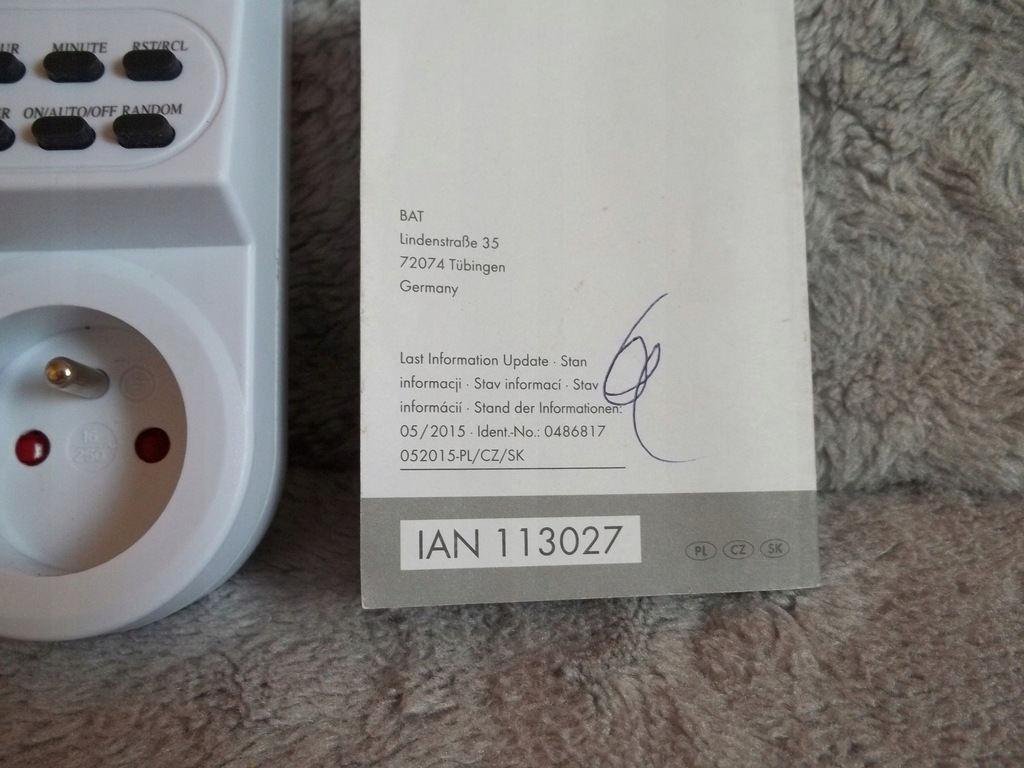 MINUTE RST/RCL
ON/AUTO/OFF RANDOM
BAT
Lindenstraße 35
72074 Tübingen
Germany
Last Information Update · Stan
informacji · Stav informací · Stav
informácií · Stand der Informationen:
05/2015 · Ident.-No.: 0486817
052015-PL/CZ/SK
IAN 113027
PL CZ SK